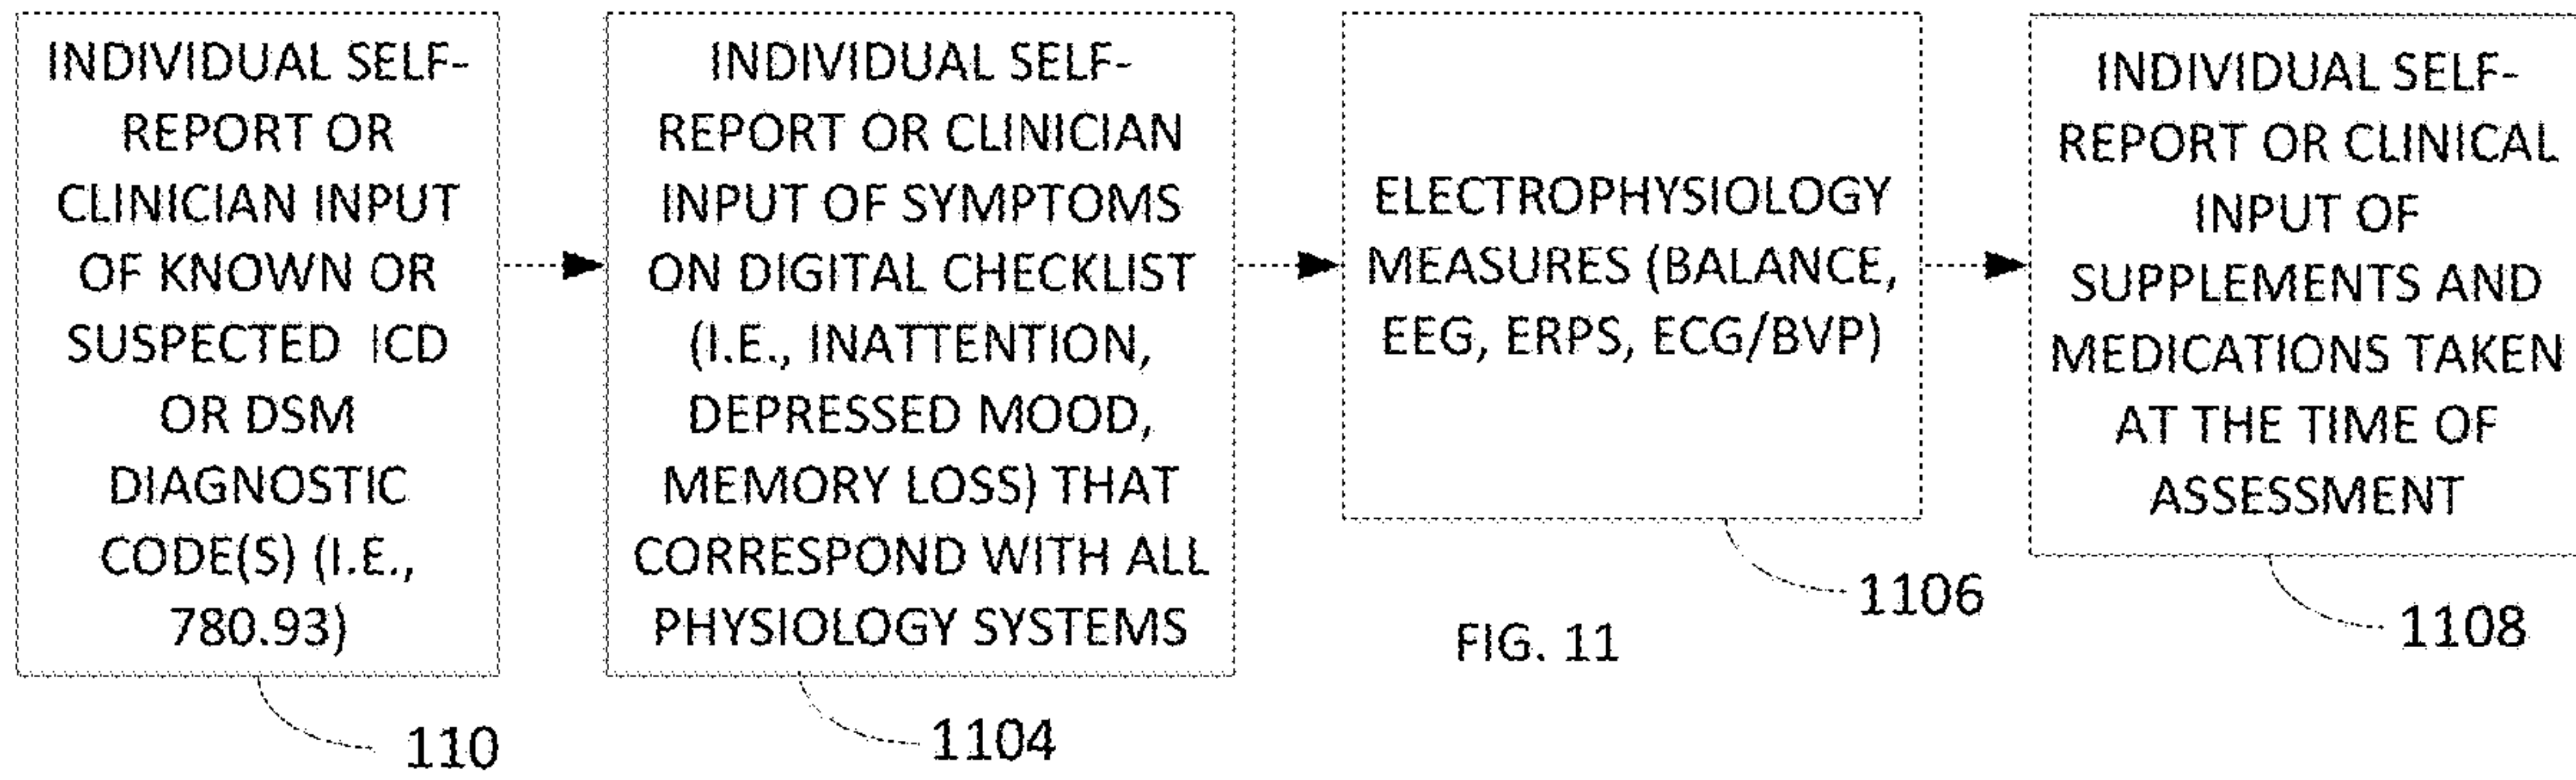 INDIVIDUAL SELF-
REPORT OR
CLINICIAN INPUT
OF KNOWN OR
SUSPECTED ICD
OR DSM
DIAGNOSTIC
CODE(S) (I.E.,
780.93)
110
INDIVIDUAL SELF-
REPORT OR CLINICIAN
INPUT OF SYMPTOMS
ON DIGITAL CHECKLIST
(I.E., INATTENTION,
DEPRESSED MOOD,
MEMORY LOSS) THAT
CORRESPOND WITH ALL
PHYSIOLOGY SYSTEMS
1104
ELECTROPHYSIOLOGY
MEASURES (BALANCE,
EEG, ERPS, ECG/BVP)
1106
INDIVIDUAL SELF-
REPORT OR CLINICAL
INPUT OF
SUPPLEMENTS AND
MEDICATIONS TAKEN
AT THE TIME OF
ASSESSMENT
1108
FIG. 11